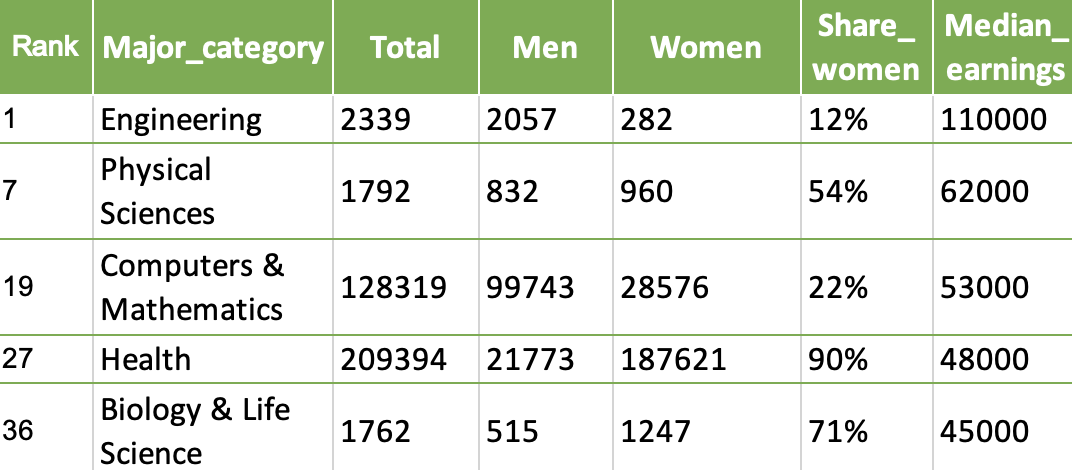 Rank Major_category Total Men Women Share_ women Median_ earnings
1 Engineering 2339 2057 282 12% 110000
7 Physical Sciences 1792 832 960 54% 62000
19 Computers & Mathematics 128319 99743 28576 22% 53000
27 Health 209394 21773 187621 90% 48000
36 Biology & Life Science 1762 515 1247 71% 45000